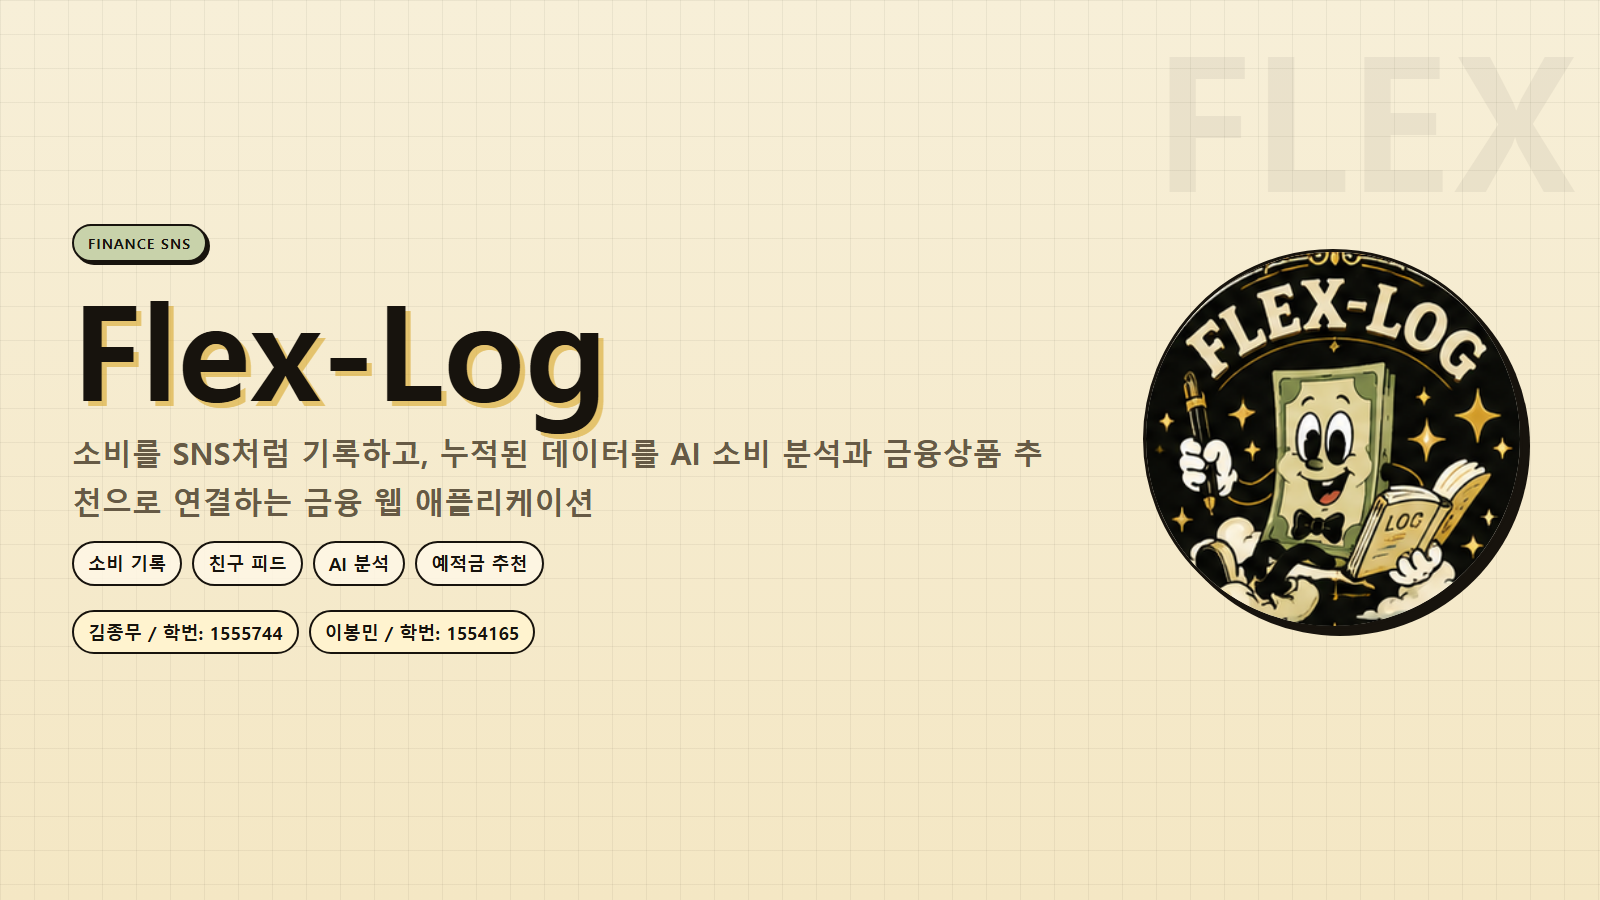 FLEX
FINANCE SNS
Flex-Log
소비를 SNS처럼 기록하고, 누적된 데이터를 AI 소비 분석과 금융상품 추
천으로 연결하는 금융 웹 애플리케이션
소비 기록 친구 피드 AI 분석 예적금 추천
김종무 / 학번: 1555744 이봉민 / 학번: 1554165
FLEX-LOG
LOG